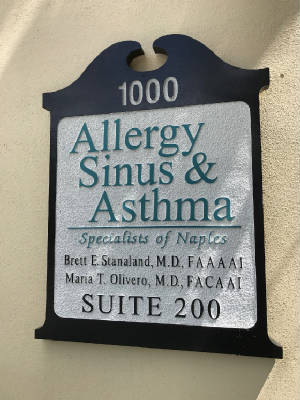 1000
Allergy
Sinus &
Asthma
Specialists of Naples
Brett E. Stanaland, M.D., FAAAAI
Maria T. Olivero, M.D., FACAAI
SUITE 200